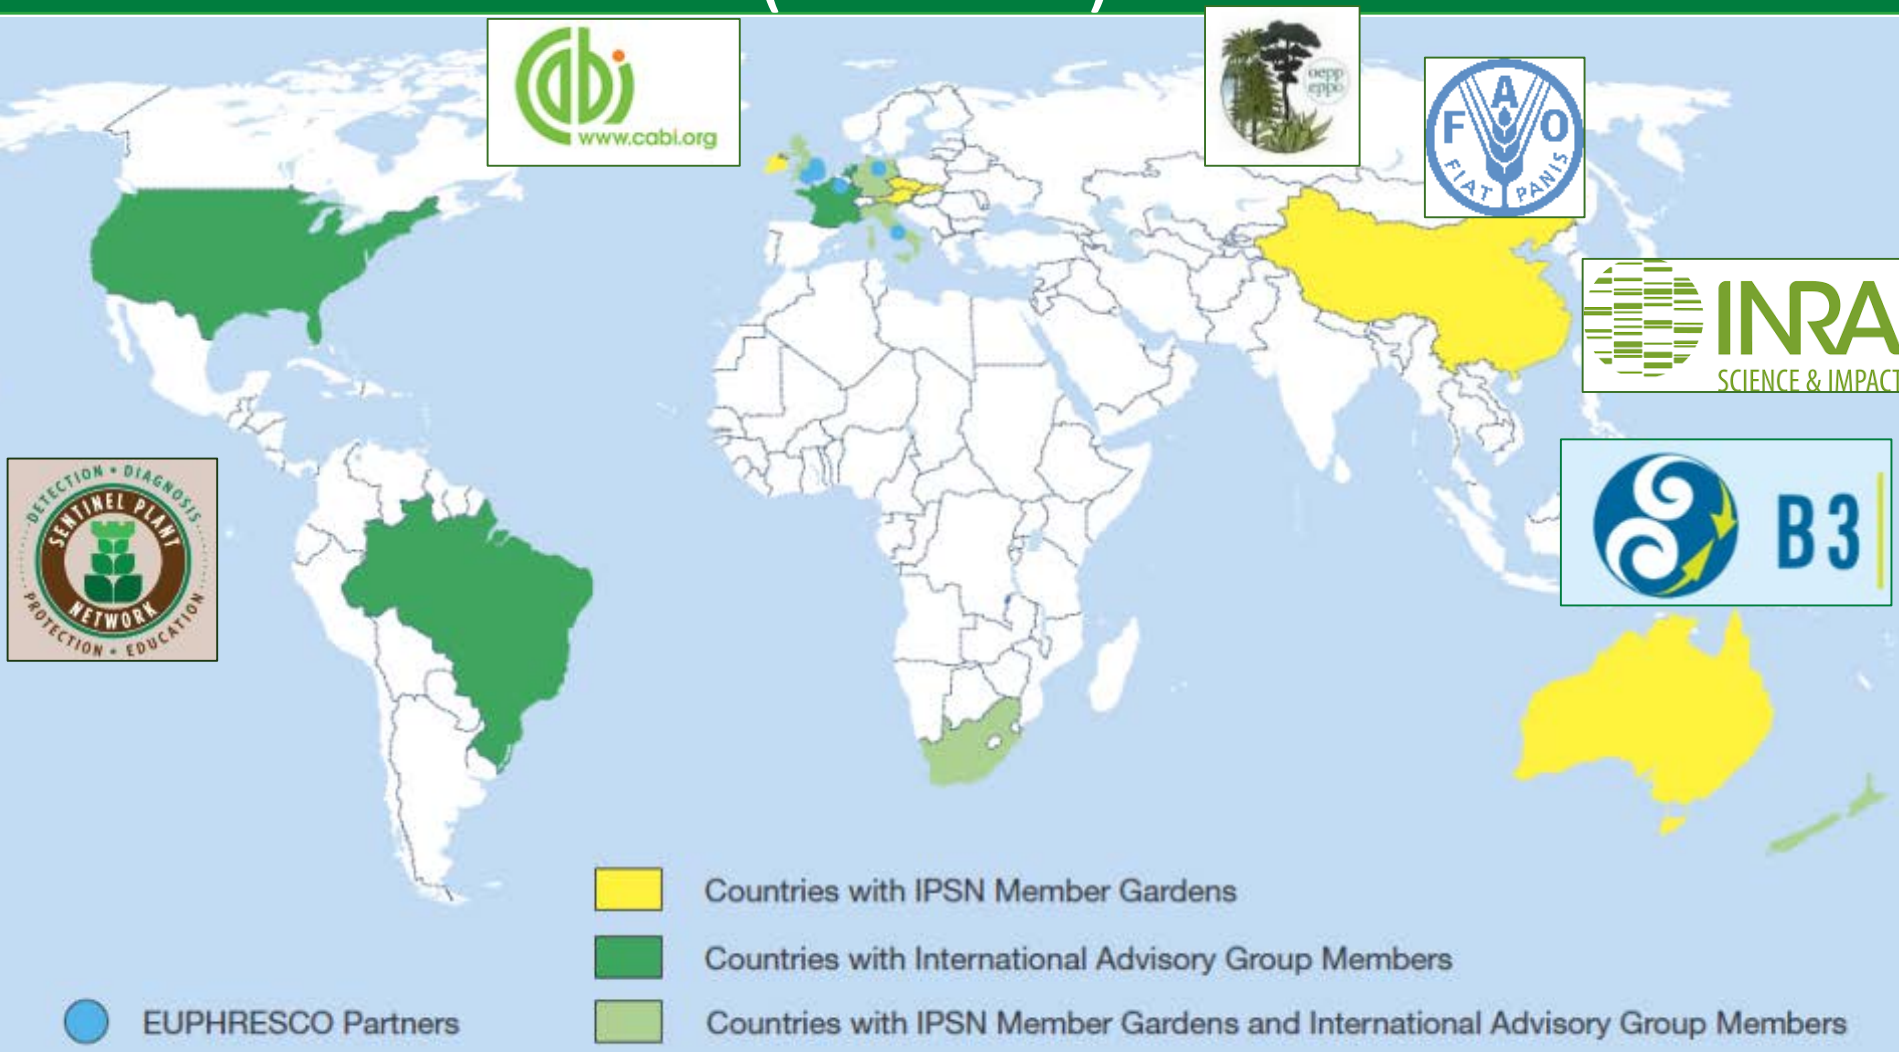 Cabi
www.cabi.org
oepp
eppo
F A O
FIAT PANIS
INRA
SCIENCE & IMPACT
DETECTION • DIAGNOSIS
SENTINEL PLANT
NETWORK
PROTECTION • EDUCATION
B3
Countries with IPSN Member Gardens
Countries with International Advisory Group Members
EUPHRESCO Partners
Countries with IPSN Member Gardens and International Advisory Group Members